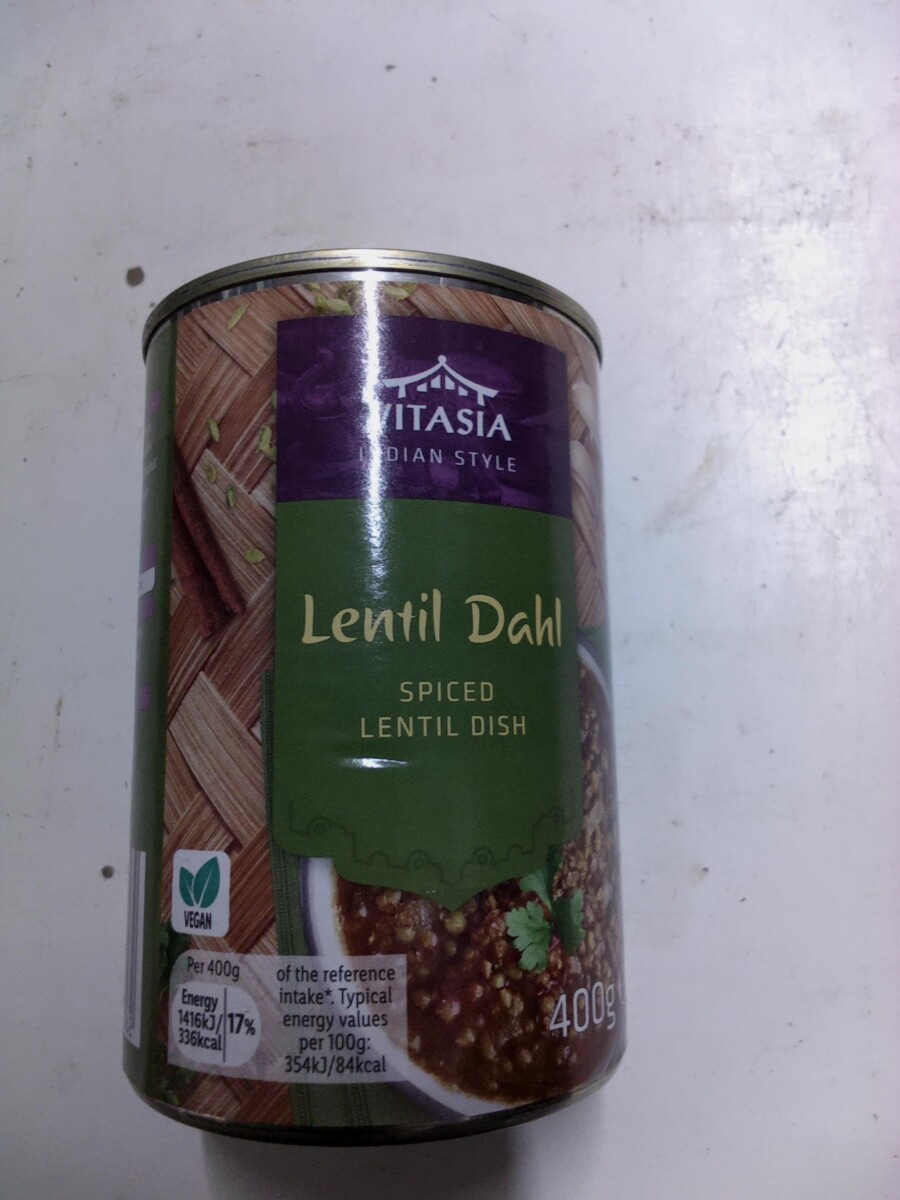 VITASIA
INDIAN STYLE
Lentil Dahl
SPICED
LENTIL DISH
VEGAN
Per 400g
Energy
1416kJ/
336kcal
17%
of the reference
intake*. Typical
energy values
per 100g:
354kJ/84kcal
400g